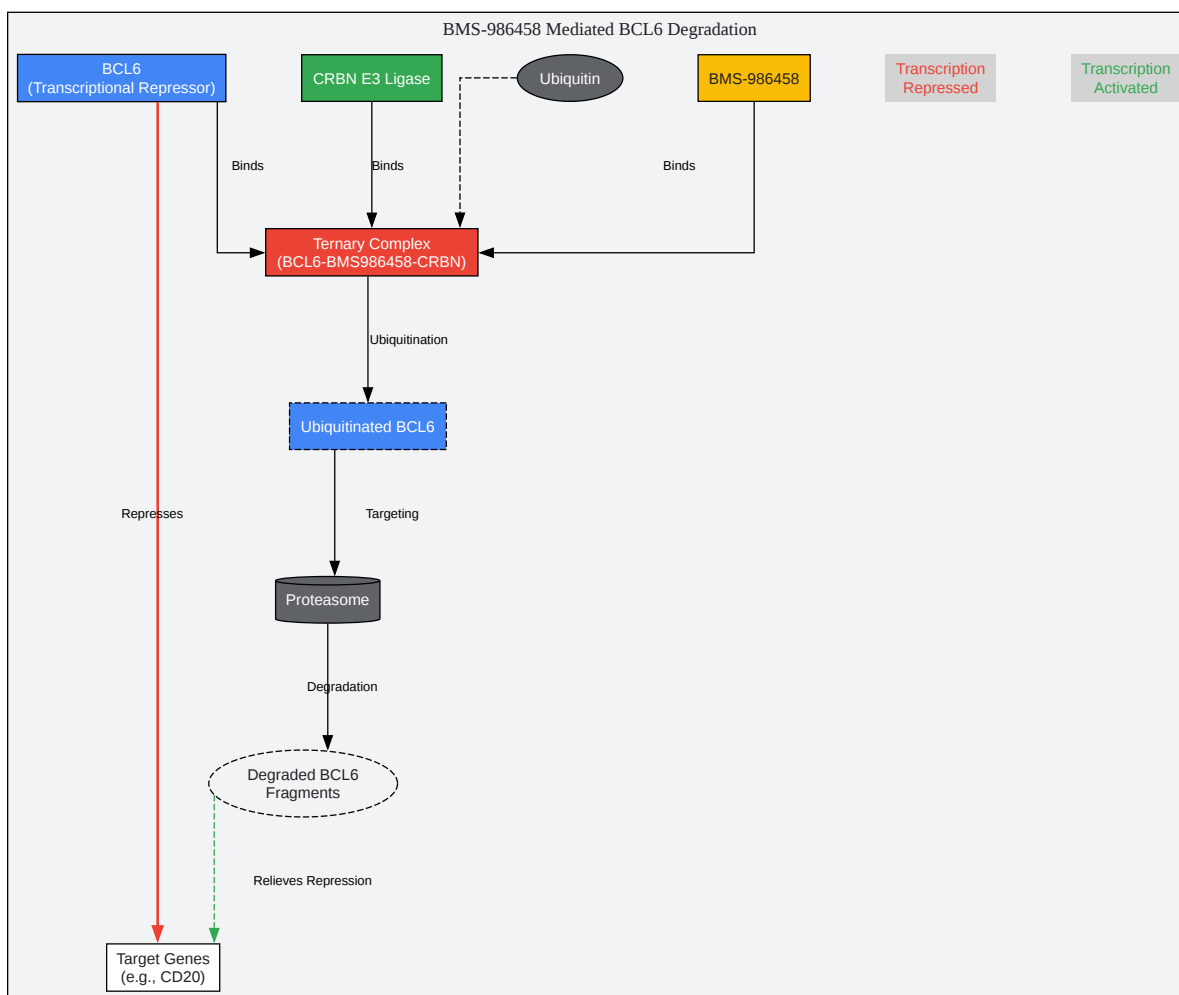 BMS-986458 Mediated BCL6 Degradation
BCL6
(Transcriptional Repressor)
CRBN E3 Ligase
Ubiquitin
BMS-986458
Transcription
Repressed
Transcription
Activated
Binds
Binds
Binds
Ternary Complex
(BCL6-BMS986458-CRBN)
Ubiquitination
Ubiquitinated BCL6
Represses
Targeting
Proteasome
Degradation
Degraded BCL6
Fragments
Relieves Repression
Target Genes
(e.g., CD20)